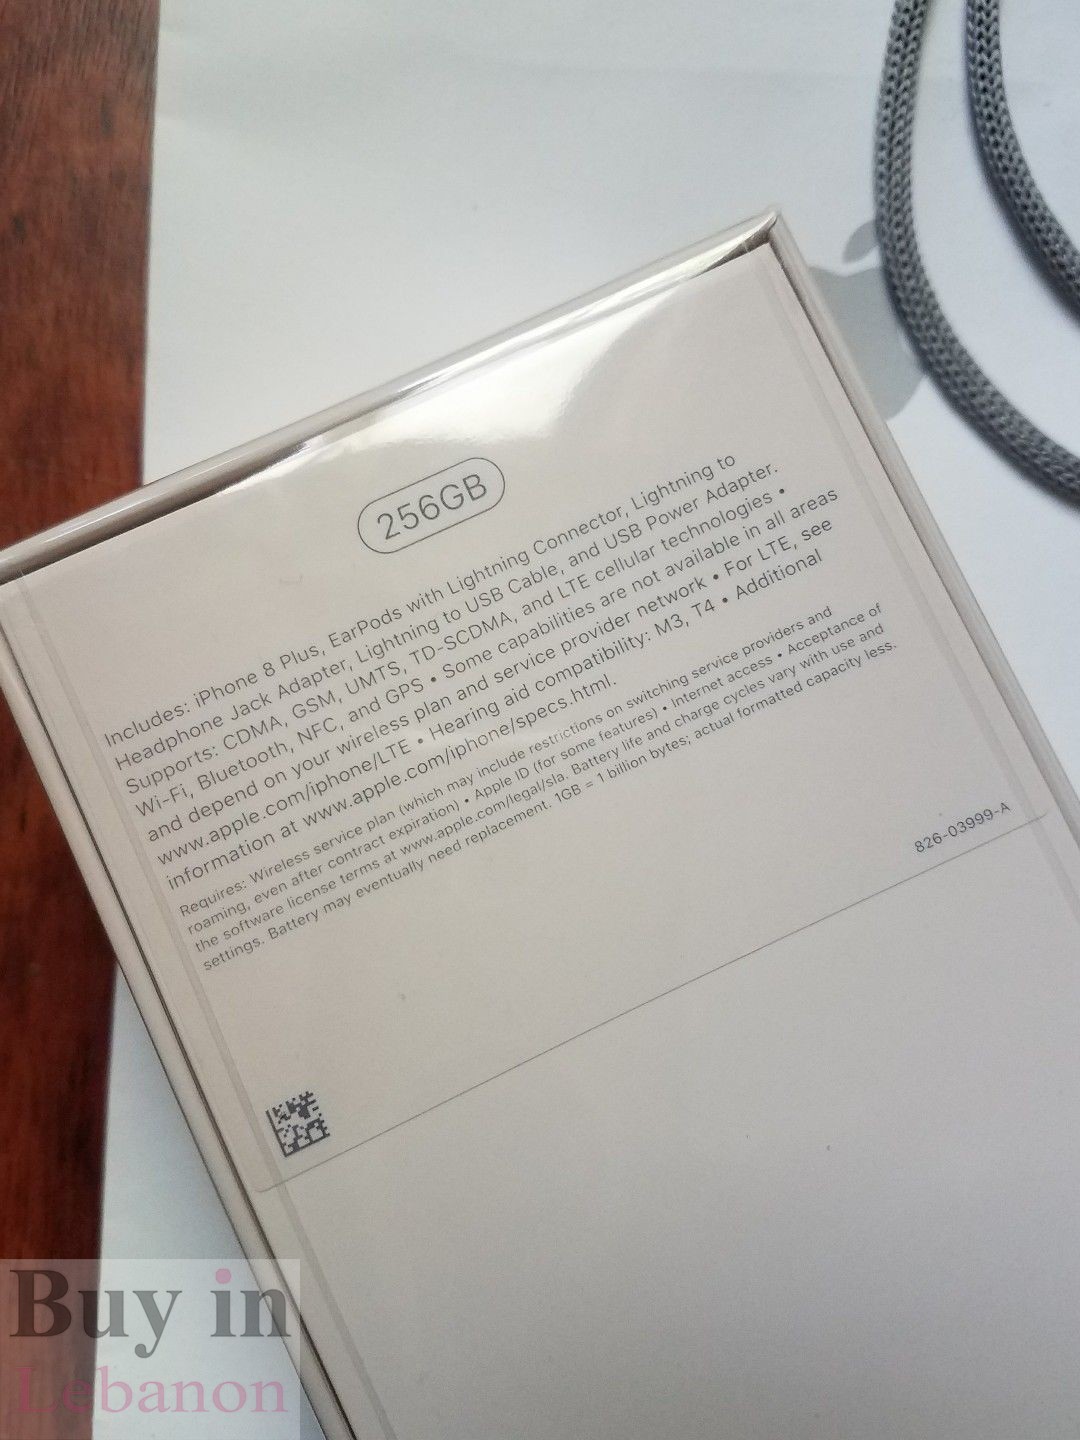 256GB
Includes: iPhone 8 Plus, EarPods with Lightning Connector, Lightning to
Headphone Jack Adapter, Lightning to USB Cable, and USB Power Adapter.
Supports: CDMA, GSM, UMTS, TD-SCDMA, and LTE cellular technologies •
Wi-Fi, Bluetooth, NFC, and GPS • Some capabilities are not available in all areas
and depend on your wireless plan and service provider network • For LTE, see
www.apple.com/iphone/LTE • Hearing aid compatibility: M3, T4 • Additional
information at www.apple.com/iphone/specs.html.
Requires: Wireless service plan (which may include restrictions on switching service providers and
roaming, even after contract expiration) • Apple ID (for some features) • Internet access • Acceptance of
the software license terms at www.apple.com/legal/sla. Battery life and charge cycles vary with use and
settings. Battery may eventually need replacement. 1GB = 1 billion bytes; actual formatted capacity less.
826-03999-A
Buy in
Lebanon